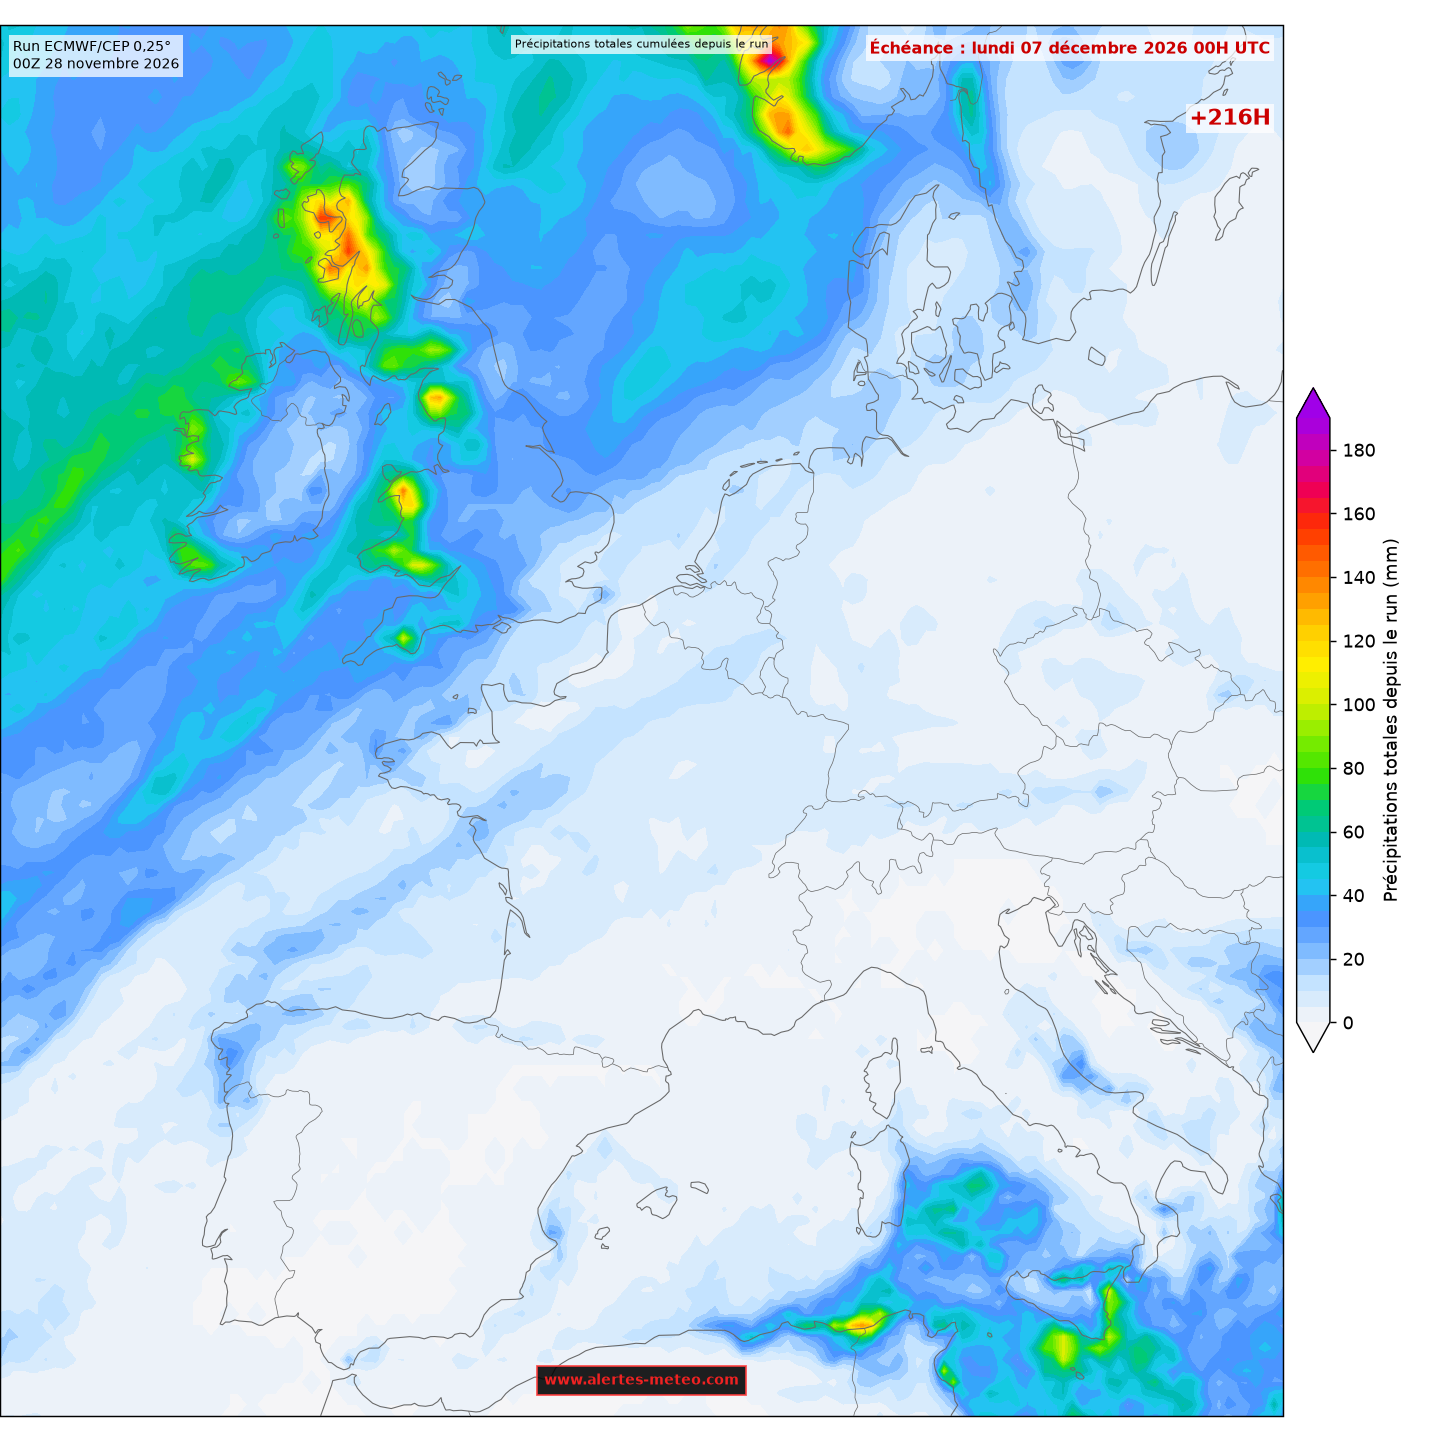 Run ECMWF/CEP 0,25°
00Z 28 novembre 2026
Précipitations totales cumulées depuis le run
Échéance : lundi 07 décembre 2026 00H UTC
+216H
180
160
140
120
100
80
60
40
20
0
Précipitations totales depuis le run (mm)
www.alertes-meteo.com